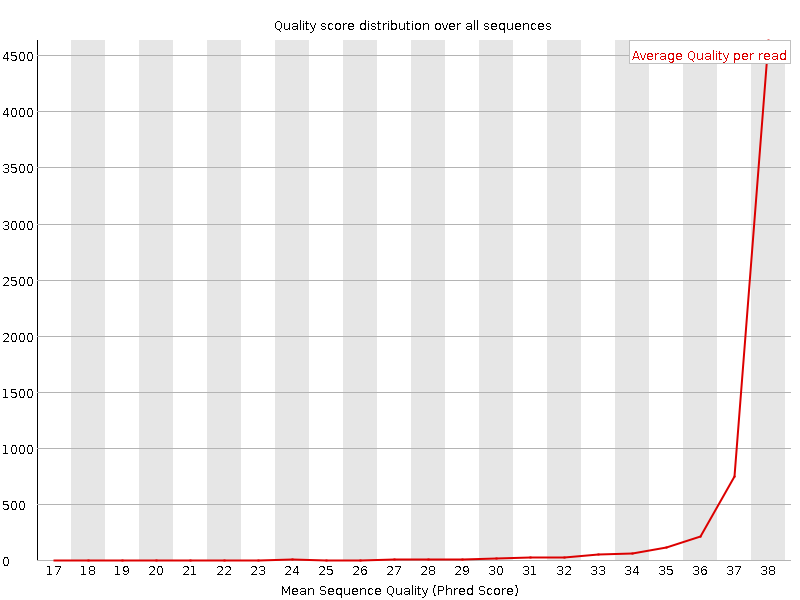 Quality score distribution over all sequences
Average Quality per read
4500
4000
3500
3000
2500
2000
1500
1000
500
0
17 18 19 20 21 22 23 24 25 26 27 28 29 30 31 32 33 34 35 36 37 38
Mean Sequence Quality (Phred Score)